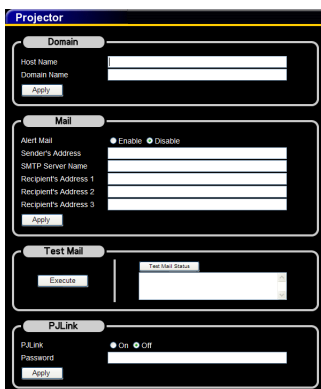 Projector
Domain
Host Name
Domain Name
Apply
Mail
Alert Mail Enable Disable
Sender's Address
SMTP Server Name
Recipient's Address 1
Recipient's Address 2
Recipient's Address 3
Apply
Test Mail
Test Mail Status
Execute
PJLink
PJLink On Off
Password
Apply